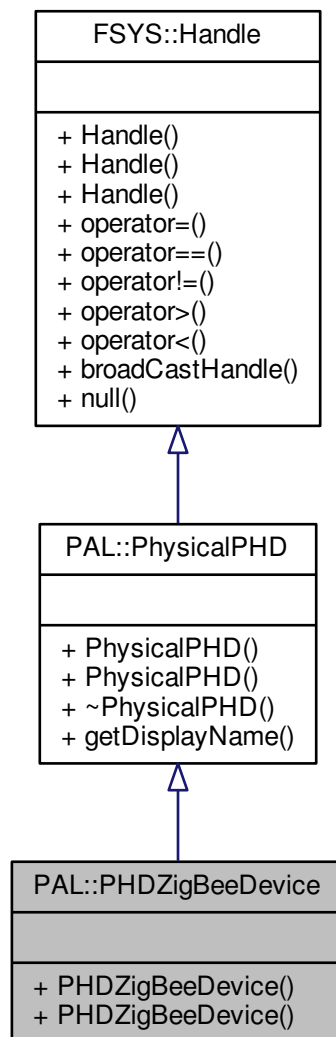 FSYS::Handle
+ Handle()
+ Handle()
+ Handle()
+ operator=()
+ operator==()
+ operator!=()
+ operator>()
+ operator<()
+ broadCastHandle()
+ null()
PAL::PhysicalPHD
+ PhysicalPHD()
+ PhysicalPHD()
+ ~PhysicalPHD()
+ getDisplayName()
PAL::PHDZigBeeDevice
+ PHDZigBeeDevice()
+ PHDZigBeeDevice()